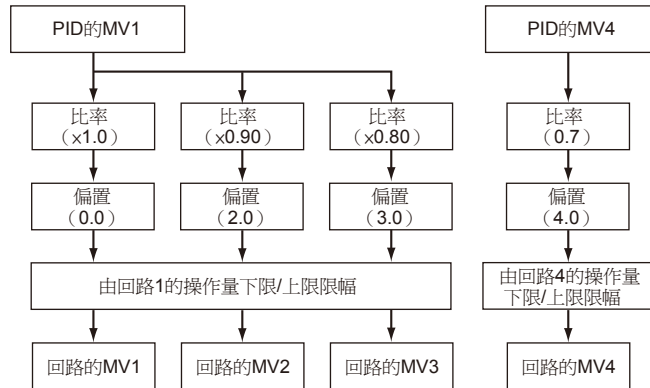 PID的MV1
PID的MV4
比率
（x1.0）
比率
（x0.90）
比率
（x0.80）
比率
（0.7）
偏置
（0.0）
偏置
（2.0）
偏置
（3.0）
偏置
（4.0）
由回路1的操作量下限/上限限幅
由回路4的操作量
下限/上限限幅
回路的MV1
回路的MV2
回路的MV3
回路的MV4